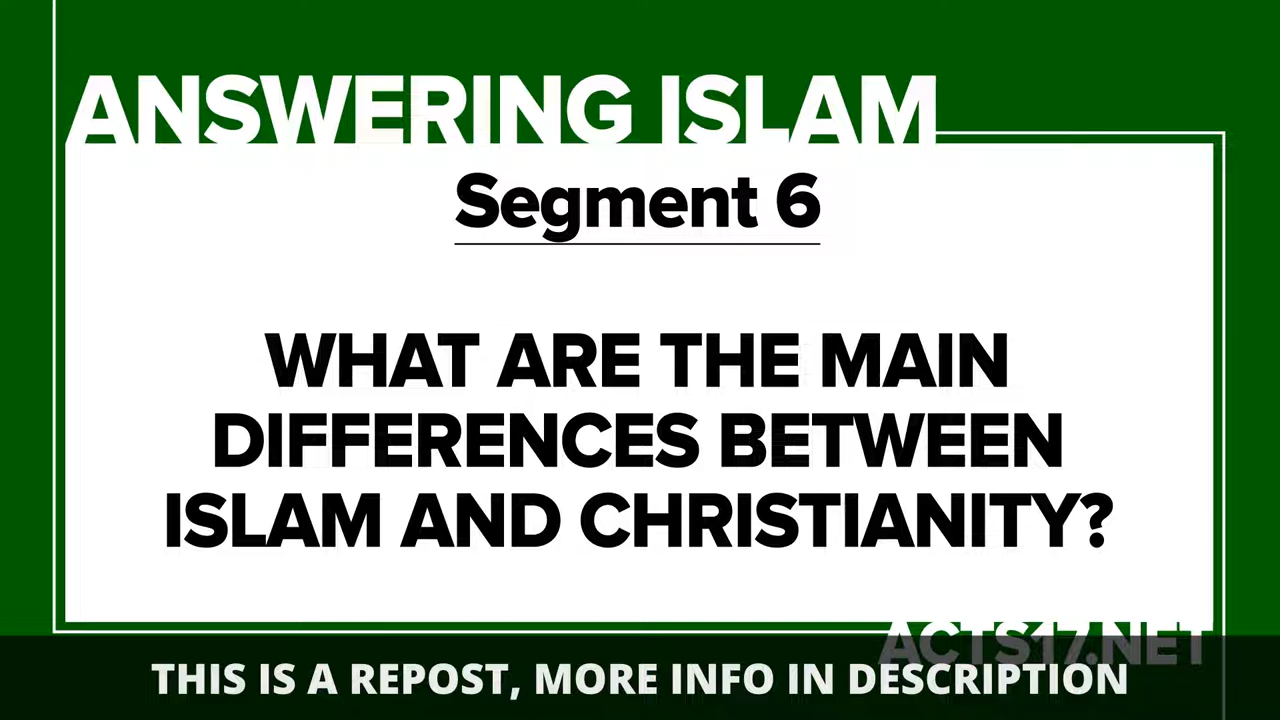 ANSWERING ISLAM
Segment 6
WHAT ARE THE MAIN
DIFFERENCES BETWEEN
ISLAM AND CHRISTIANITY?
ACTS17.NET
THIS IS A REPOST, MORE INFO IN DESCRIPTION